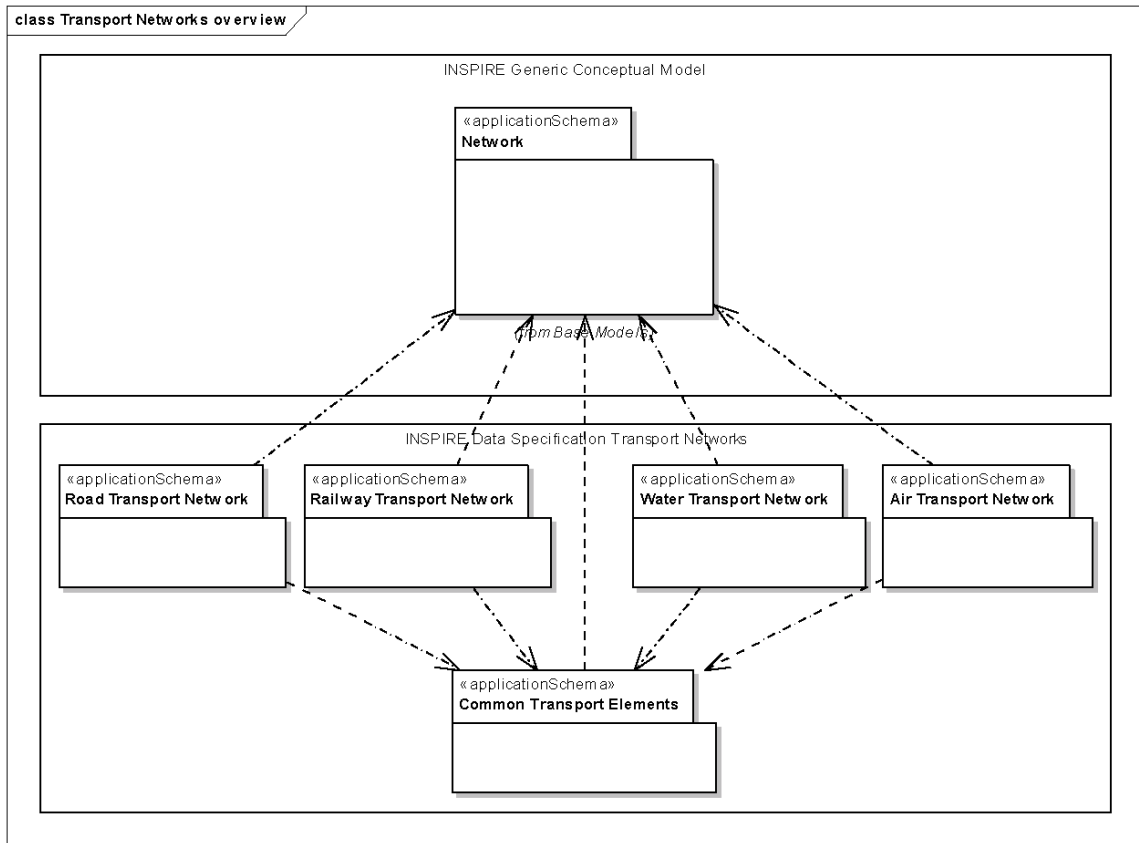 class Transport Networks overview
INSPIRE Generic Conceptual Model
«applicationSchema»
Network
(from Base Models)
INSPIRE Data Specification Transport Networks
«applicationSchema»
Road Transport Network
«applicationSchema»
Railway Transport Network
«applicationSchema»
Water Transport Network
«applicationSchema»
Air Transport Network
«applicationSchema»
Common Transport Elements